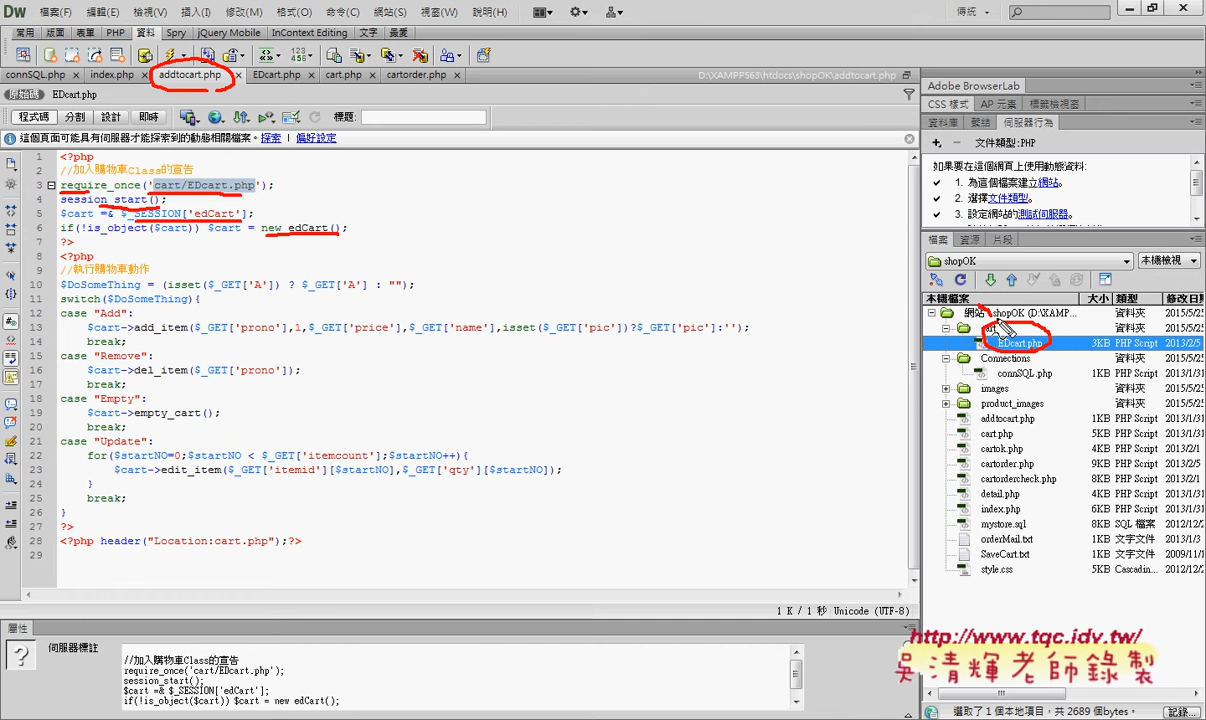 DW 檔案(F) 編輯(E) 檢視(V) 插入(I) 修改(M) 格式(O) 命令(C) 網站(S) 視窗(W) 說明(H) 傳統
常用 版面 表單 PHP 資料 Spry jQuery Mobile InContext Editing 文字 最愛
connSQL.php × index.php × addtocart.php × EDcart.php × cart.php × cartorder.php × D:\XAMPP563\htdocs\shopOK\addtocart.php
原始碼 EDcart.php
程式碼 分割 設計 即時 標題:
這個頁面可能具有伺服器才能探索到的動態相關檔案。 探索 | 偏好設定
1 <?php
2 //加入購物車Class的宣告
3 require_once('cart/EDcart.php');
4 session_start();
5 $cart =& $_SESSION['edCart'];
6 if(!is_object($cart)) $cart = new edCart();
7 ?>
8 <?php
9 //執行購物車動作
10 $DoSomething = (isset($_GET['A']) ? $_GET['A'] : "");
11 switch($DoSomething){
12 case "Add":
13 $cart->add_item($_GET['prono'],1,$_GET['price'],$_GET['name'],isset($_GET['pic'])?$_GET['pic']:'');
14 break;
15 case "Remove":
16 $cart->del_item($_GET['prono']);
17 break;
18 case "Empty":
19 $cart->empty_cart();
20 break;
21 case "Update":
22 for($startNO=0;$startNO < $_GET['itemcount'];$startNO++){
23 $cart->edit_item($_GET['itemid'][$startNO],$_GET['qty'][$startNO]);
24 }
25 break;
26 }
27 ?>
28 <?php header("Location:cart.php");?>
29
1 K / 1 秒 Unicode (UTF-8)
屬性
伺服器標註
//加入購物車Class的宣告
require_once('cart/EDcart.php');
session_start();
$cart =& $_SESSION['edCart'];
if(!is_object($cart)) $cart = new edCart();
Adobe BrowserLab
CSS 樣式 AP 元素 標籤檢視窗
資料庫 繫結 伺服器行為
文件類型:PHP
如果要在這個網頁上使用動態資料:
1. 為這個檔案建立網站。
2. 選擇文件類型。
3. 設定網站的測試伺服器。
檔案 資源 片段
shopOK 本機檢視
本機檔案 大小 類型 修改日期
網站 - shopOK (D:\XAMP... 資料夾 2015/5/25
cart 資料夾 2015/5/25
EDcart.php 3KB PHP Script 2013/2/5
Connections 資料夾 2015/5/25
connSQL.php 1KB PHP Script 2015/5/25
images 資料夾 2015/5/25
product_images 資料夾 2015/5/25
addtocart.php 1KB PHP Script 2013/1/31
cart.php 5KB PHP Script 2013/1/31
cartok.php 4KB PHP Script 2013/2/1
cartorder.php 9KB PHP Script 2013/2/5
cartordercheck.php 8KB PHP Script 2013/2/1
detail.php 4KB PHP Script 2013/1/31
index.php 6KB PHP Script 2013/1/31
mystore.sql 2KB SQL 檔案 2012/12/2
orderMail.txt 1KB 文字文件 2013/1/3
SaveCart.txt 1KB 文字文件 2009/11/1
style.css 5KB Cascadin... 2012/12/2
http://www.tqc.idv.tw/
吳清輝老師錄製
選取了 1 個本地項目，共 2689 個bytes。 記錄...